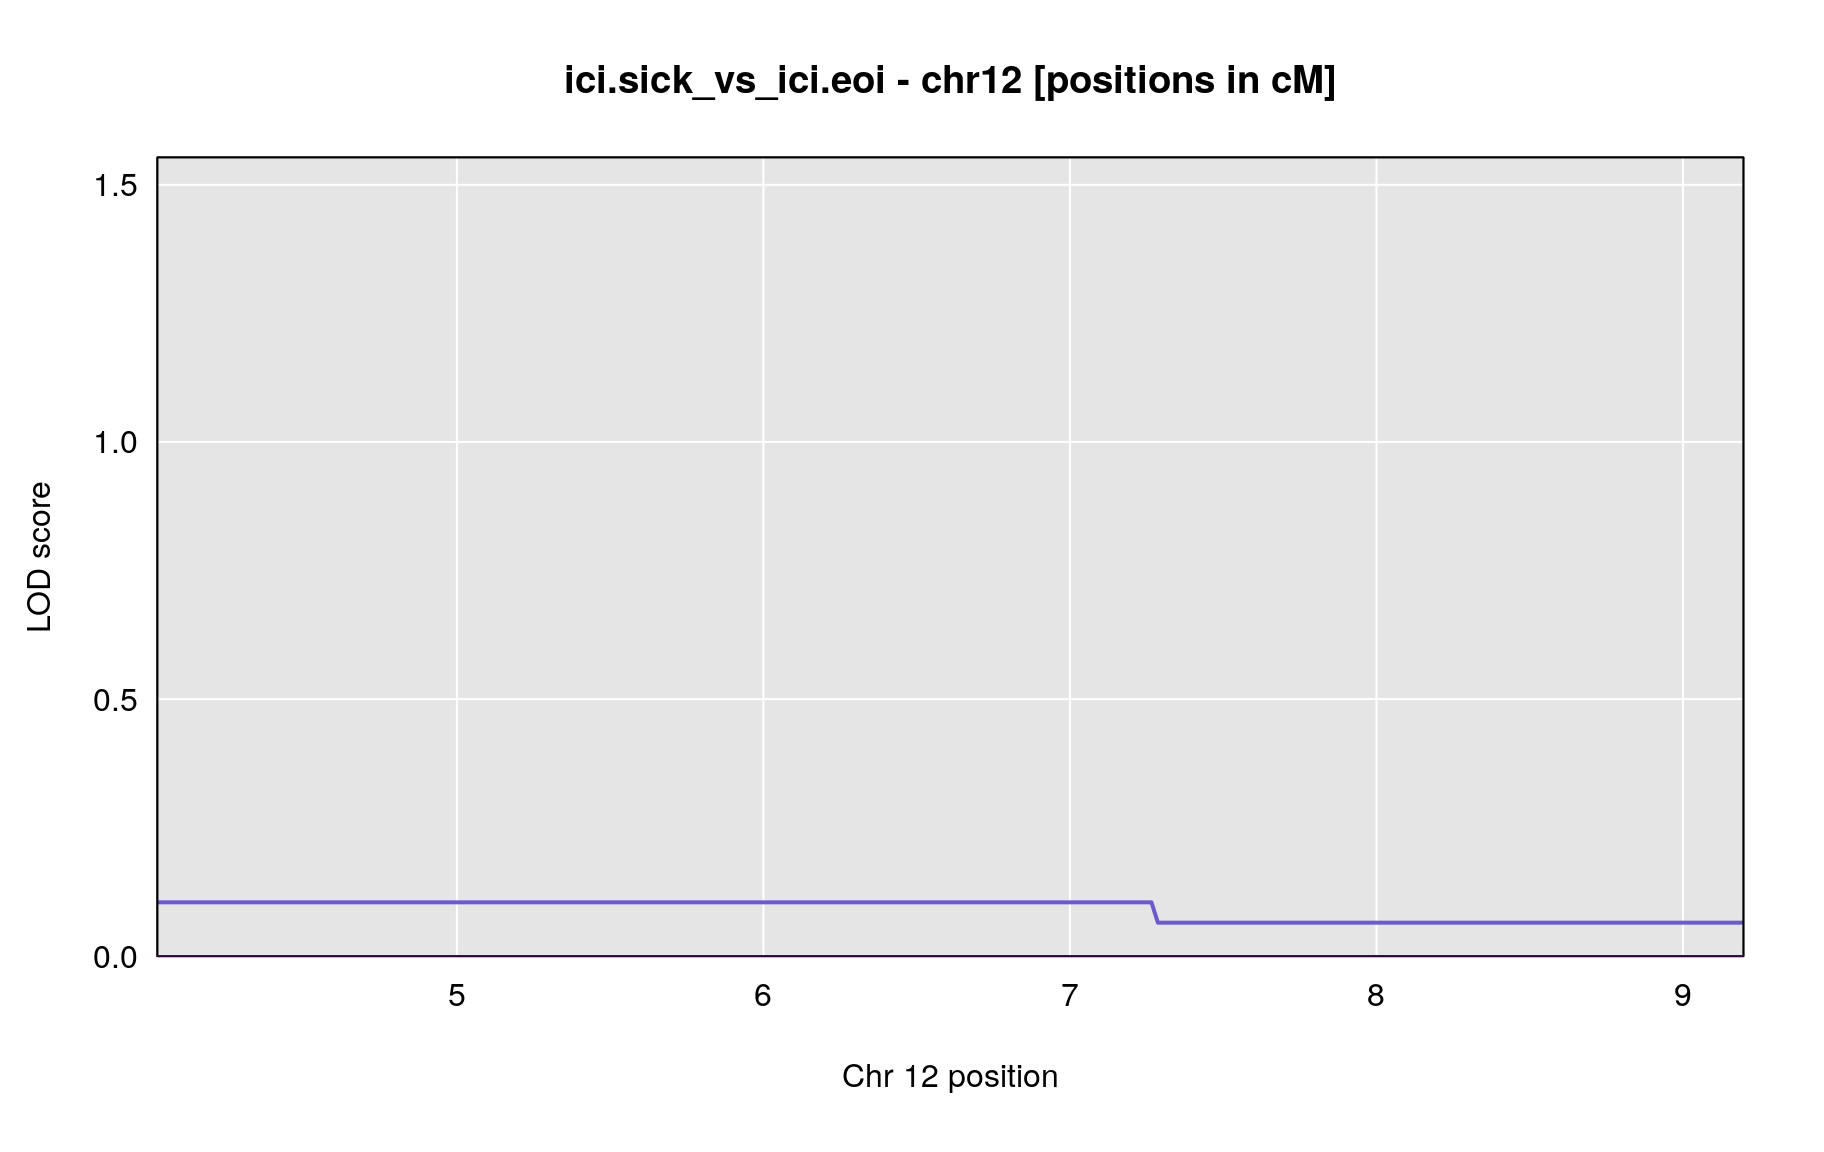 ici.sick_vs_ici.eoi - chr12 [positions in cM]
1.5
1.0
0.5
0.0
LOD score
5 6 7 8 9
Chr 12 position